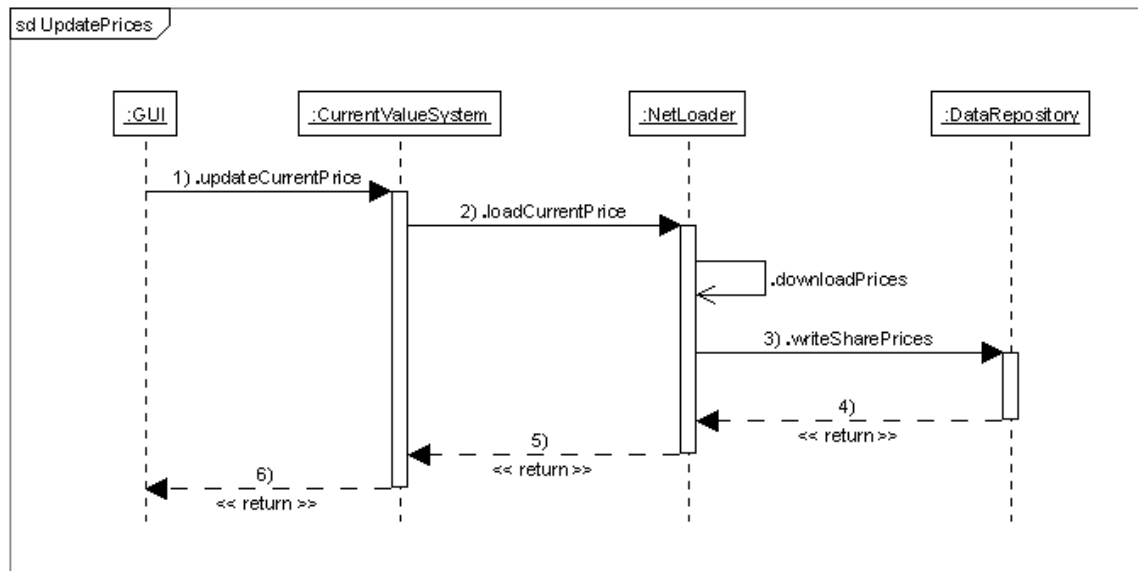 sd UpdatePrices
:GUI
:CurrentValueSystem
:NetLoader
:DataRepository
1) .updateCurrentPrice
2) .loadCurrentPrice
.downloadPrices
3) .writeSharePrices
4)
<< return >>
5)
<< return >>
6)
<< return >>